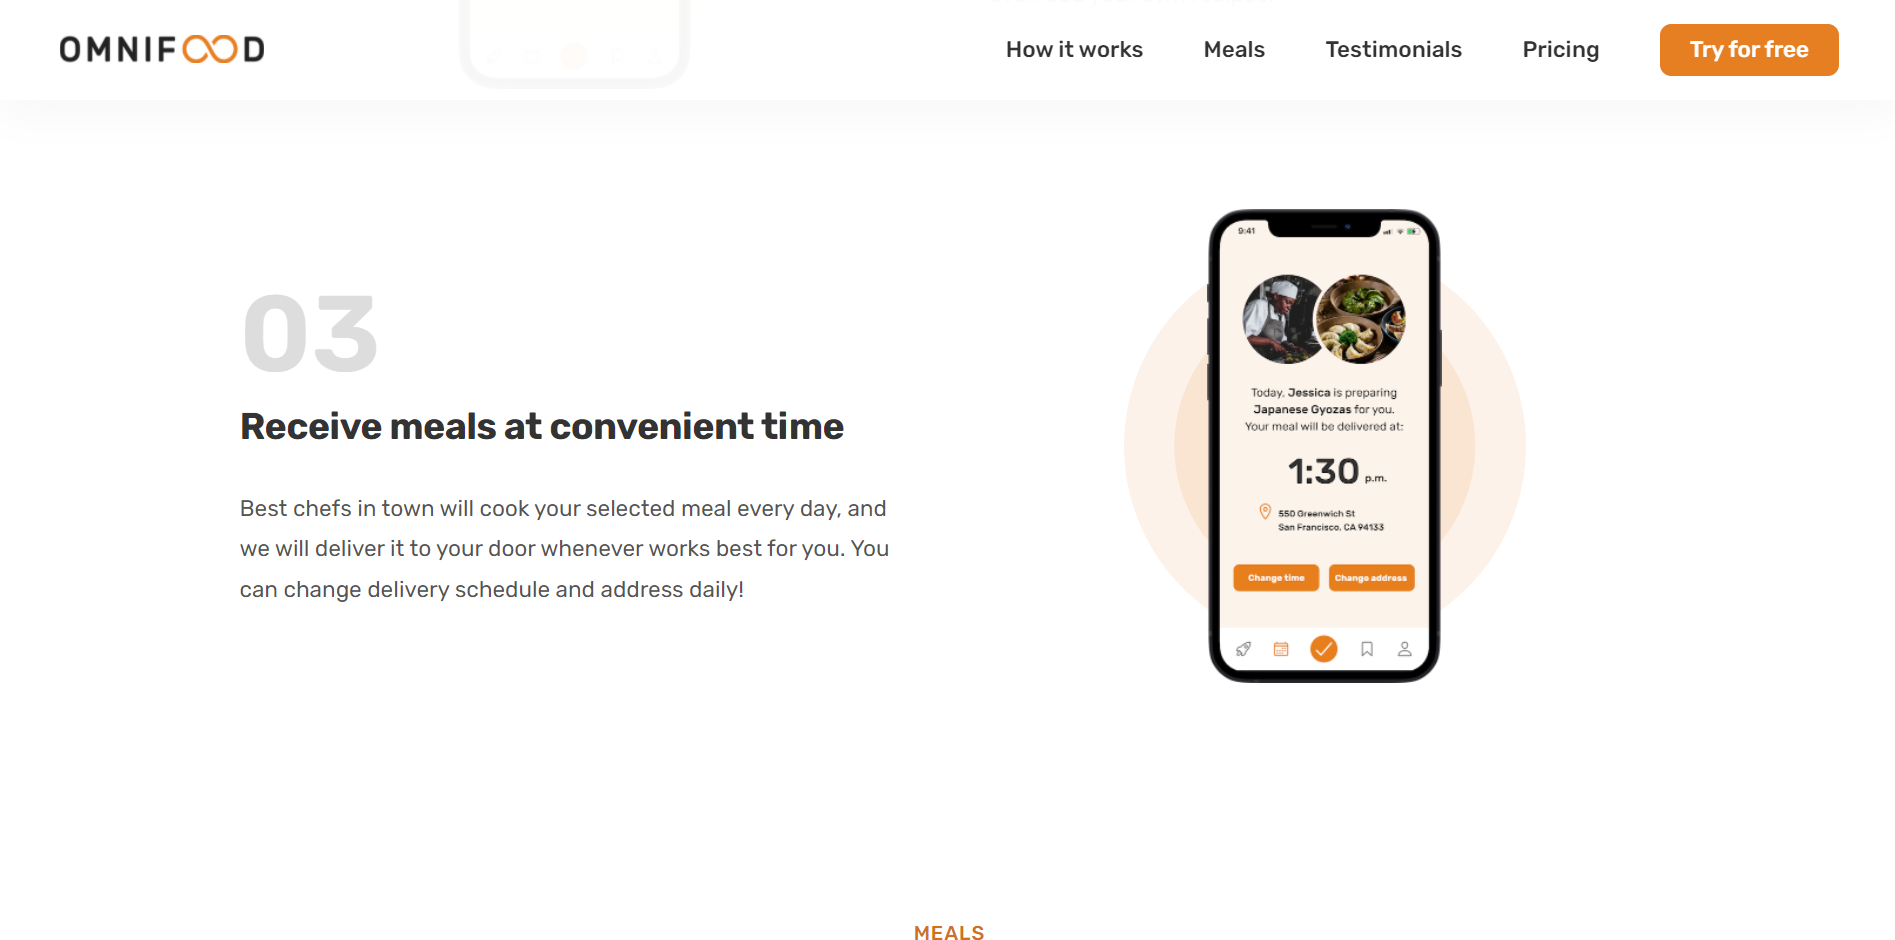 OMNIFOOD
How it works
Meals
Testimonials
Pricing
Try for free
03
Receive meals at convenient time
Best chefs in town will cook your selected meal every day, and
we will deliver it to your door whenever works best for you. You
can change delivery schedule and address daily!
9:41
Today, Jessica is preparing
Japanese Gyozas for you.
Your meal will be delivered at:
1:30 p.m.
550 Greenwich St
San Francisco, CA 94133
Change time
Change address
MEALS